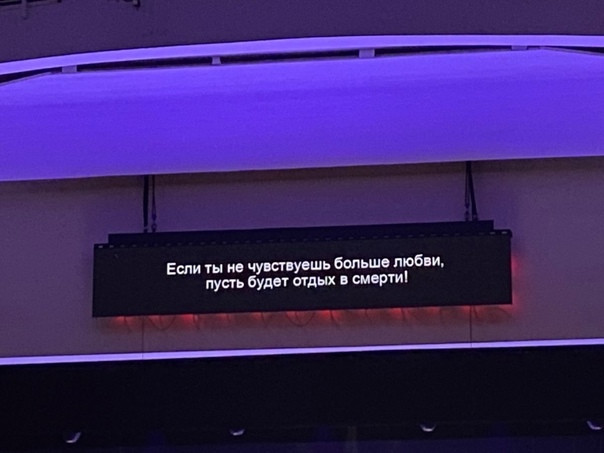 Если ты не чувствуешь больше любви,
пусть будет отдых в смерти!